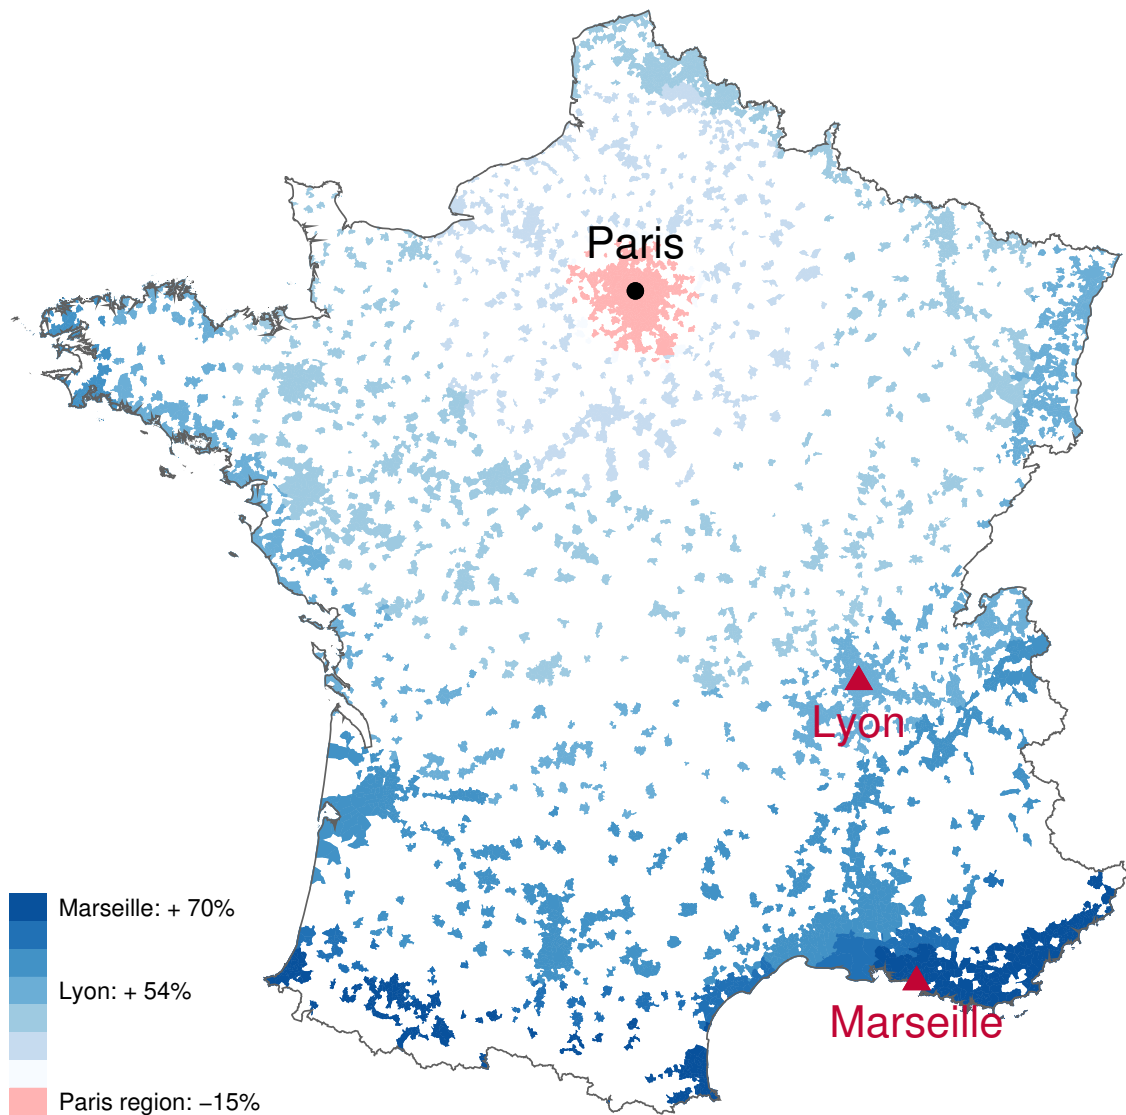 Paris
Lyon
Marseille: + 70%
Lyon: + 54%
Marseille
Paris region: −15%